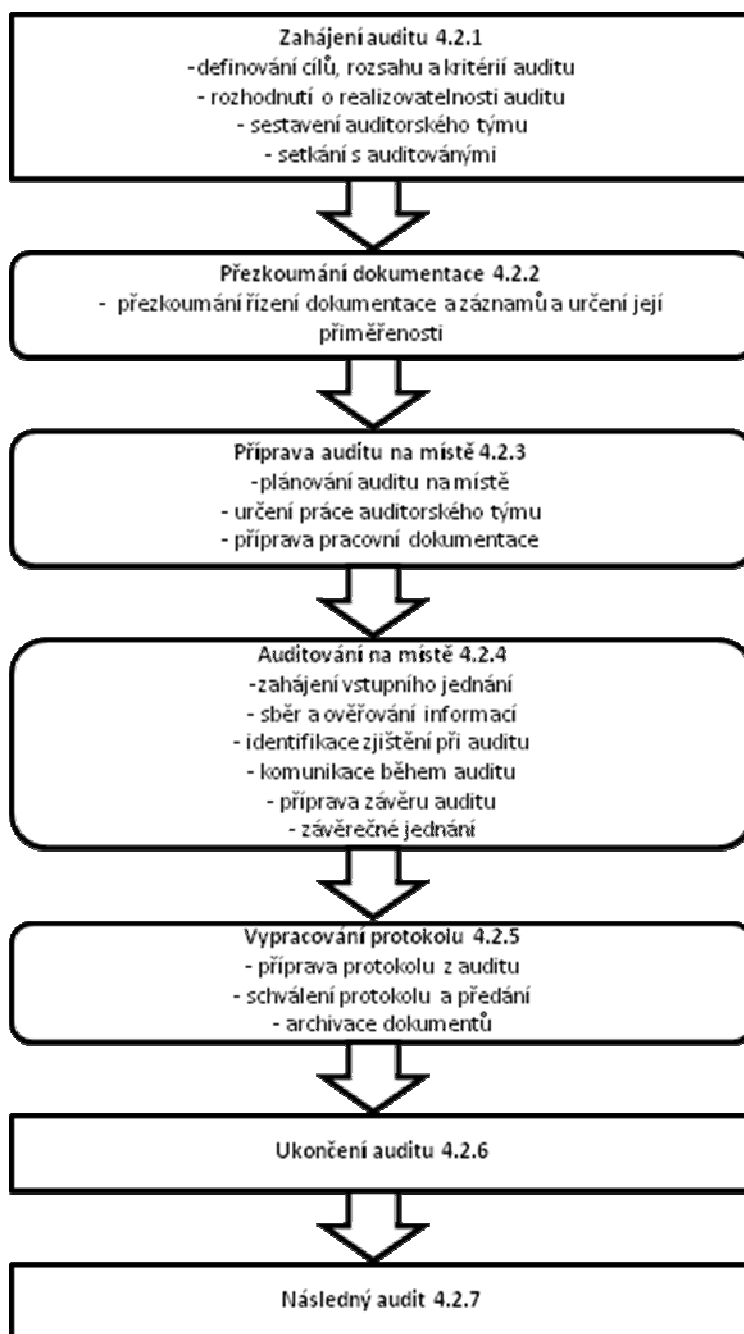 Zahájení auditu 4.2.1
-definování cílů, rozsahu a kritérií auditu
- rozhodnutí o realizovatelnosti auditu
- sestavení auditorského týmu
- setkání s auditovánými
Přezkoumání dokumentace 4.2.2
- přezkoumání řízení dokumentace a záznamů a určení její
přiměřenosti
Příprava auditu na místě 4.2.3
-plánování auditu na místě
- určení práce auditorského týmu
- příprava pracovní dokumentace
Auditování na místě 4.2.4
-zahájení vstupního jednání
- sběr a ověřování informací
- identifikace zjištění při auditu
- komunikace během auditu
- příprava závěru auditu
- závěrečné jednání
Vypracování protokolu 4.2.5
- příprava protokolu z auditu
- schválení protokolu a předání
- archivace dokumentů
Ukončení auditu 4.2.6
Následný audit 4.2.7